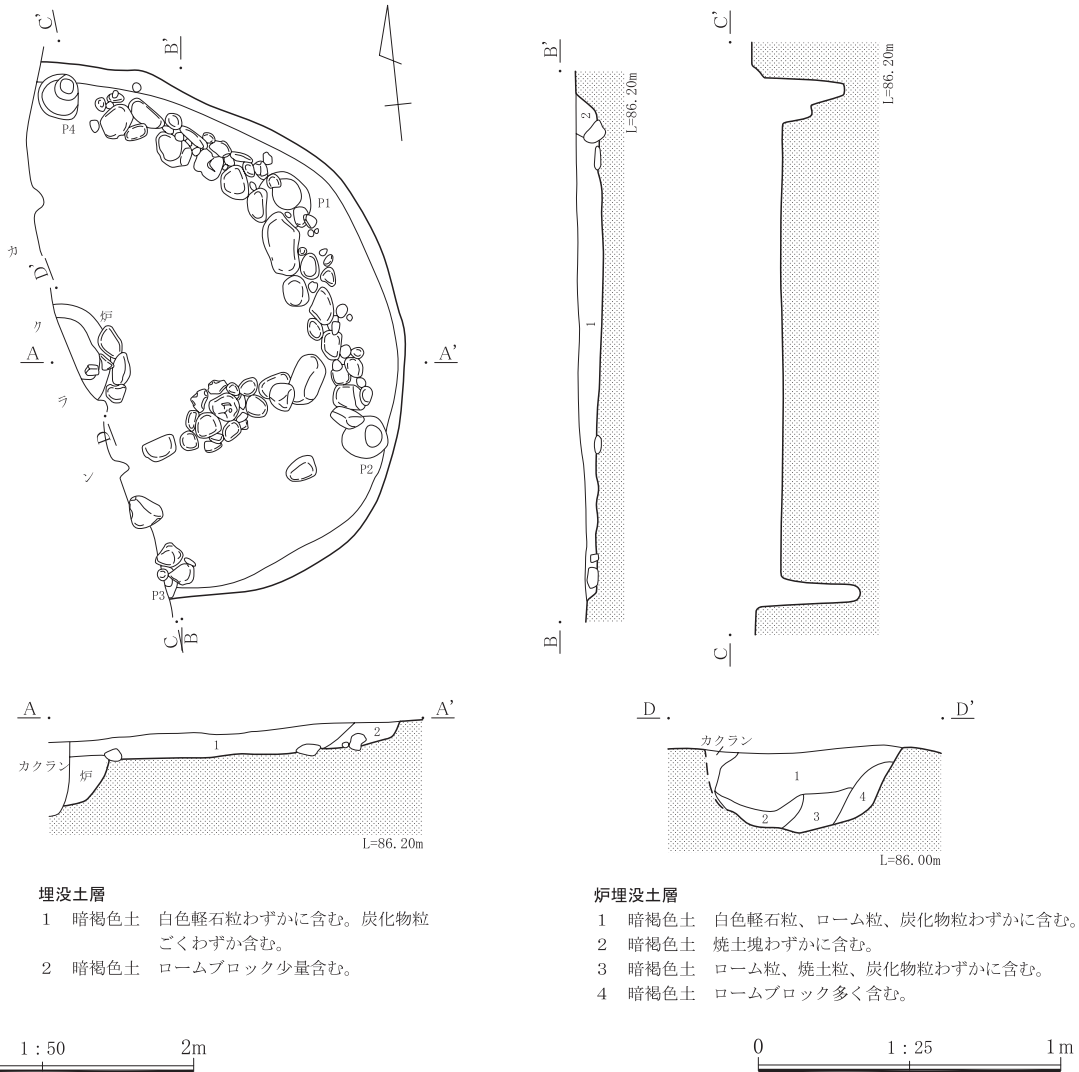 C'
B'
P4
P1
カ
D'
ク
炉
A
A'
ラ
D
ン
P2
P3
C
B
B'
L=86.20m
2
1
B
C'
L=86.20m
C
A
A'
1
2
カクラン
炉
L=86.20m
D
D'
カクラン
1
2
3
4
L=86.00m
埋没土層
1 暗褐色土 白色軽石粒わずかに含む。炭化物粒
ごくわずか含む。
2 暗褐色土 ロームブロック少量含む。
炉埋没土層
1 暗褐色土 白色軽石粒、ローム粒、炭化物粒わずかに含む。
2 暗褐色土 焼土塊わずかに含む。
3 暗褐色土 ローム粒、焼土粒、炭化物粒わずかに含む。
4 暗褐色土 ロームブロック多く含む。
1:50 2m
0 1:25 1m